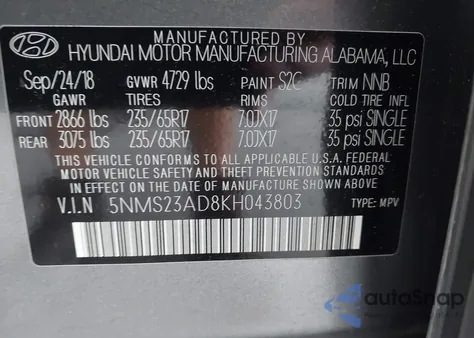 MANUFACTURED BY
HYUNDAI MOTOR MANUFACTURING ALABAMA, LLC
Sep/24/18 GVWR 4729 lbs PAINT S2C TRIM NNB
GAWR TIRES RIMS COLD TIRE INFL
FRONT 2866 lbs 235/65R17 7.0JX17 35 psi SINGLE
REAR 3075 lbs 235/65R17 7.0JX17 35 psi SINGLE
THIS VEHICLE CONFORMS TO ALL APPLICABLE U.S.A. FEDERAL
MOTOR VEHICLE SAFETY AND THEFT PREVENTION STANDARDS
IN EFFECT ON THE DATE OF MANUFACTURE SHOWN ABOVE.
V.I.N 5NMS23AD8KH043803 TYPE: MPV
autoSnap